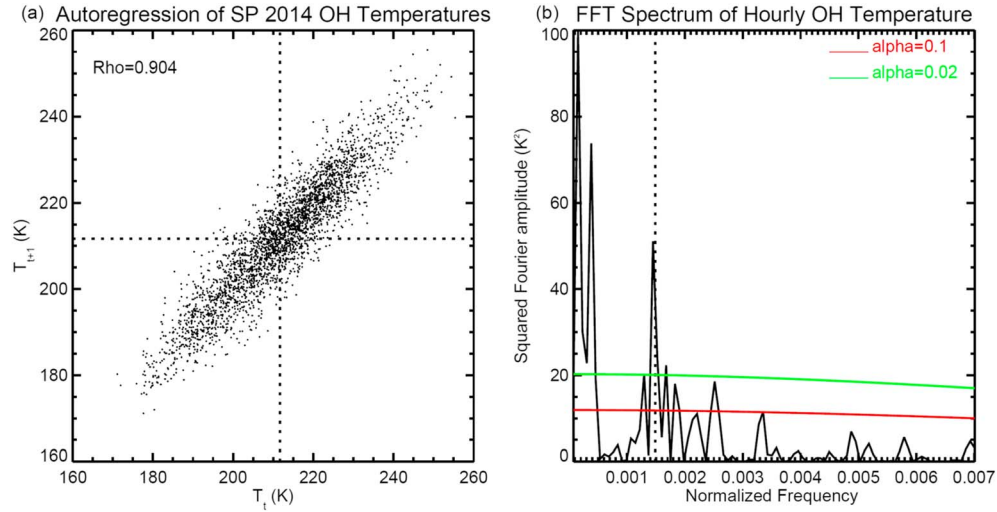 (a) Autoregression of SP 2014 OH Temperatures
Rho=0.904
260
240
220
200
180
160
T_{t+1} (K)
160 180 200 220 240 260
T_t (K)
(b) FFT Spectrum of Hourly OH Temperature
alpha=0.1
alpha=0.02
100
80
60
40
20
0
Squared Fourier amplitude (K²)
0.001 0.002 0.003 0.004 0.005 0.006 0.007
Normalized Frequency